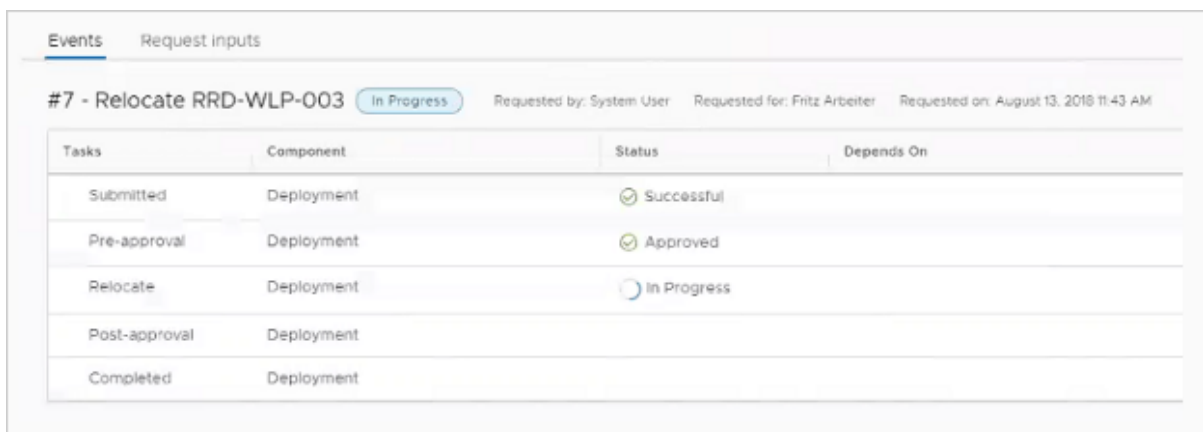 Events Request inputs
#7 - Relocate RRD-WLP-003 In Progress Requested by: System User Requested for: Fritz Arbeiter Requested on: August 13, 2018 11:43 AM
Tasks Component Status Depends On
Submitted Deployment Successful
Pre-approval Deployment Approved
Relocate Deployment In Progress
Post-approval Deployment
Completed Deployment